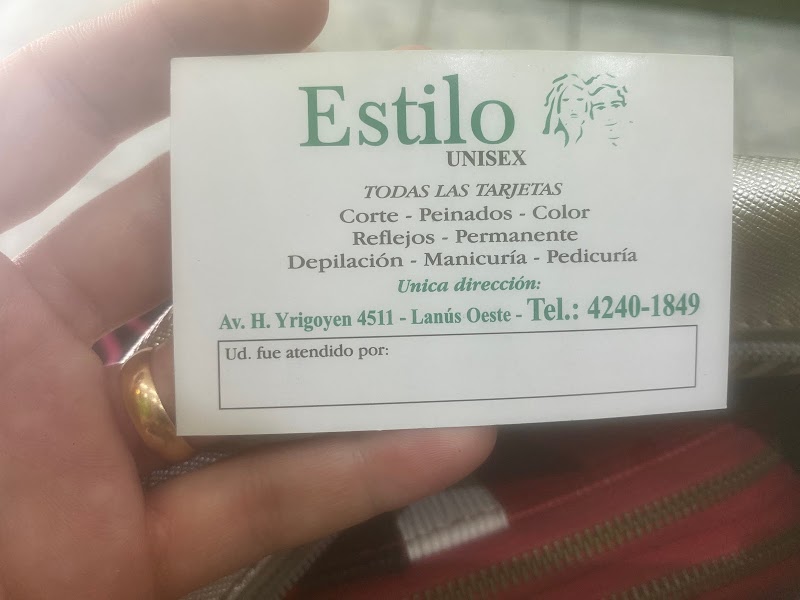 Estilo
UNISEX
TODAS LAS TARJETAS
Corte - Peinados - Color
Reflejos - Permanente
Depilación - Manicuría - Pedicuría
Unica dirección:
Av. H. Yrigoyen 4511 - Lanús Oeste - Tel.: 4240-1849
Ud. fue atendido por: